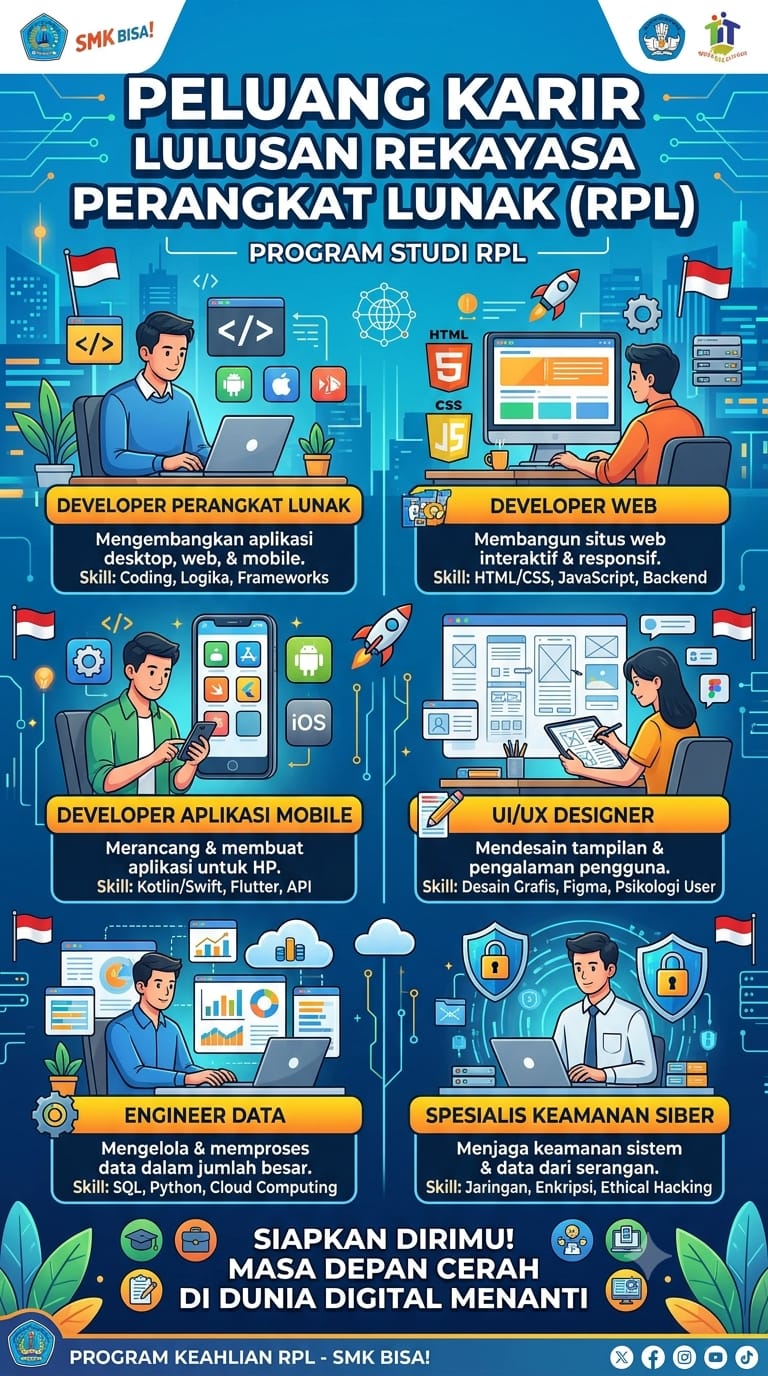 SMK BISA!
PELUANG KARIR
LULUSAN REKAYASA
PERANGKAT LUNAK (RPL)
PROGRAM STUDI RPL
</>
</>
</>
HTML
5
CSS
JS
DEVELOPER PERANGKAT LUNAK
Mengembangkan aplikasi
desktop, web, & mobile.
Skill: Coding, Logika, Frameworks
DEVELOPER WEB
Membangun situs web
interaktif & responsif.
Skill: HTML/CSS, JavaScript, Backend
</>
iOS
DEVELOPER APLIKASI MOBILE
Merancang & membuat
aplikasi untuk HP.
Skill: Kotlin/Swift, Flutter, API
UI/UX DESIGNER
Mendesain tampilan &
pengalaman pengguna.
Skill: Desain Grafis, Figma, Psikologi User
ENGINEER DATA
Mengelola & memproses
data dalam jumlah besar.
Skill: SQL, Python, Cloud Computing
SPESIALIS KEAMANAN SIBER
Menjaga keamanan sistem
& data dari serangan.
Skill: Jaringan, Enkripsi, Ethical Hacking
SIAPKAN DIRIMU!
MASA DEPAN CERAH
DI DUNIA DIGITAL MENANTI
PROGRAM KEAHLIAN RPL - SMK BISA!